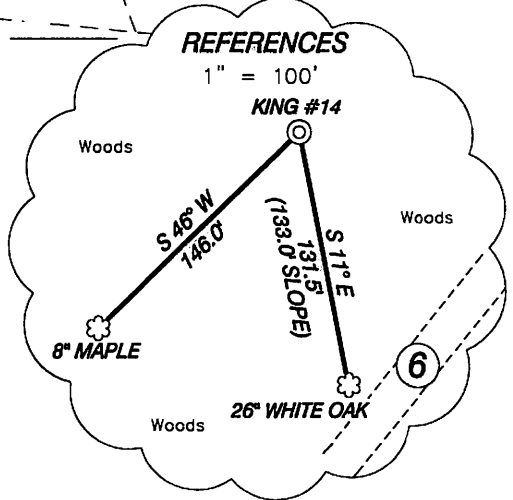 REFERENCES
1" = 100'
KING #14
Woods
Woods
S 46° W
146.0'
S 11° E
131.5'
(133.0' SLOPE)
8" MAPLE
6
26" WHITE OAK
Woods